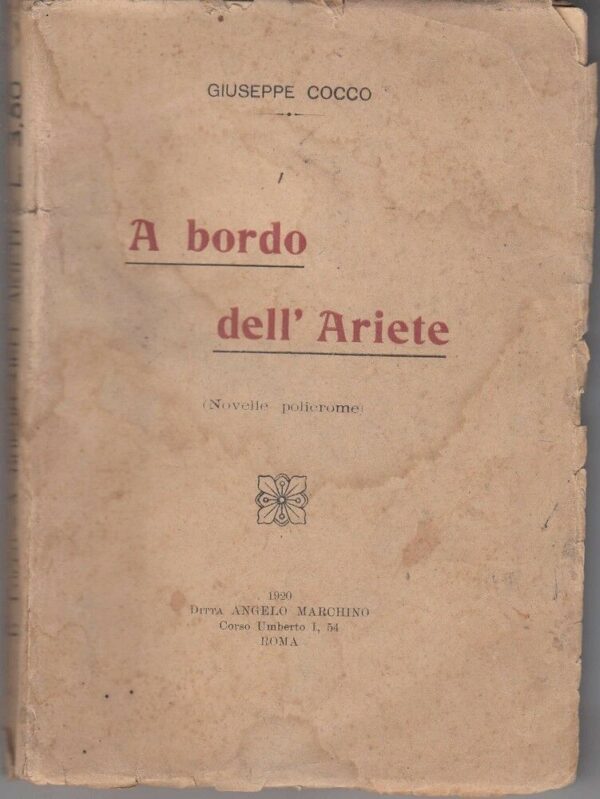 GIUSEPPE COCCO
A bordo
dell' Ariete
(Novelle policrome)
1920
DITTA ANGELO MARCHINO
Corso Umberto I, 54
ROMA